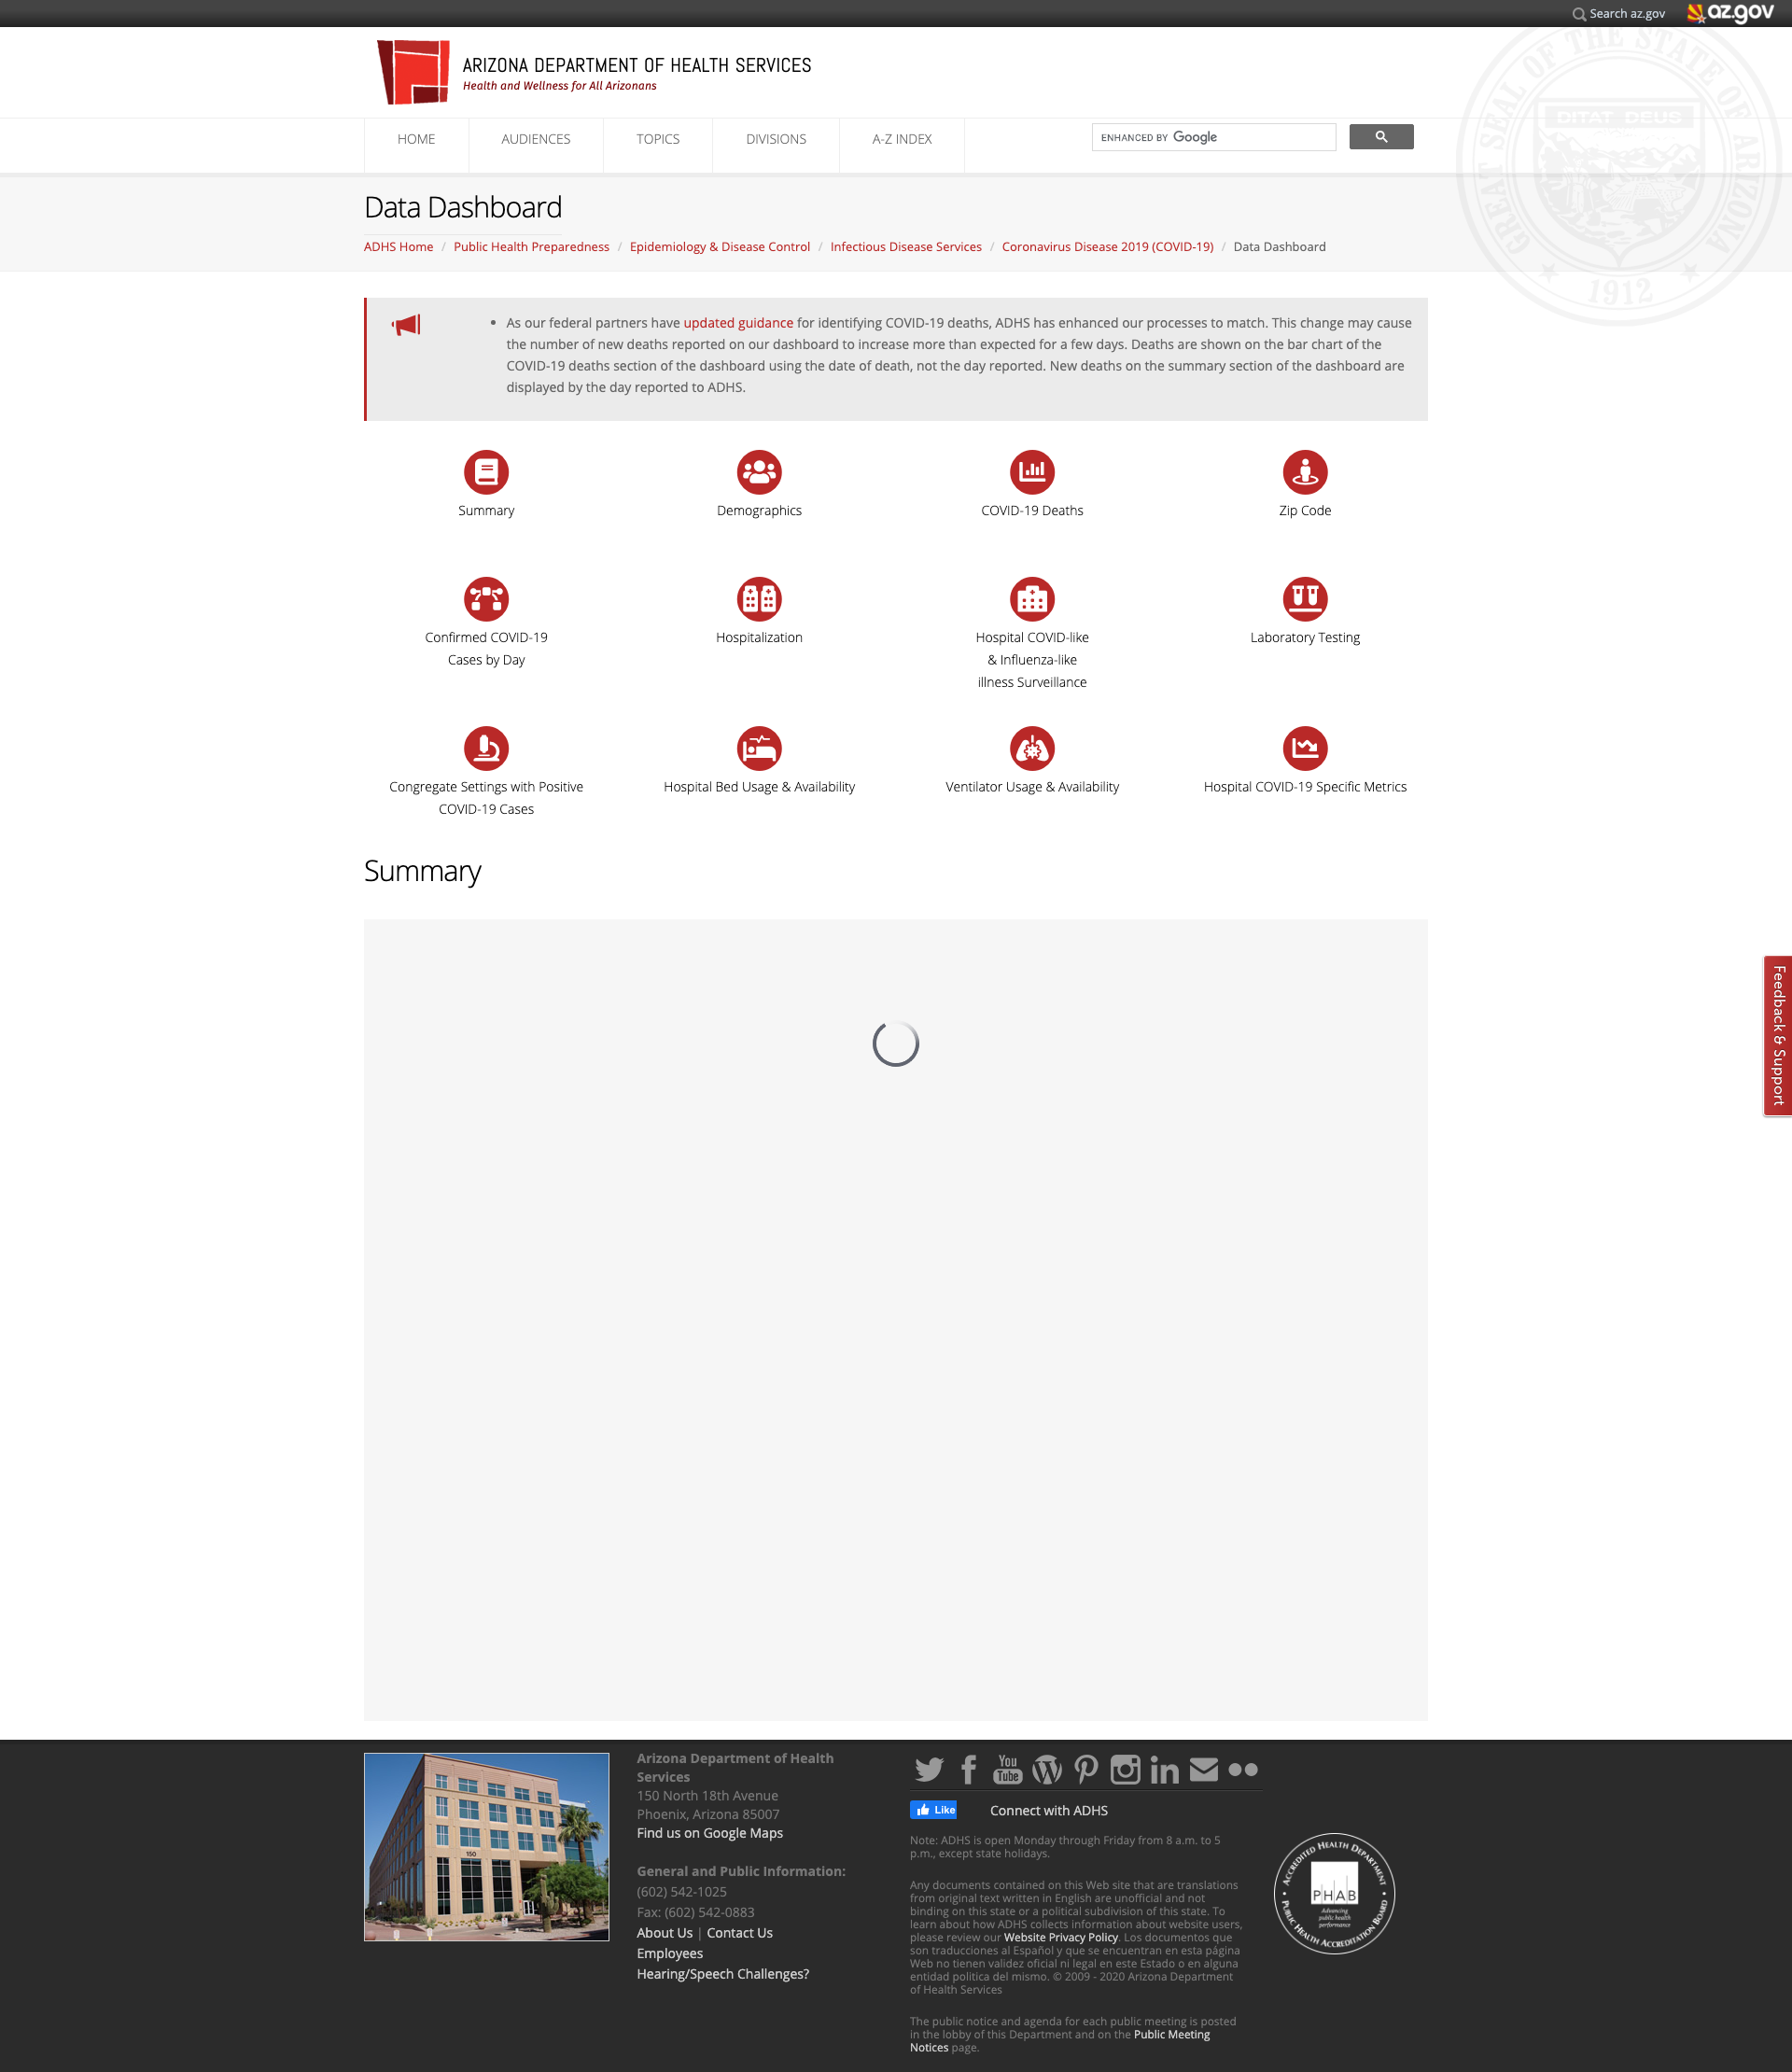 Search az.gov
az.gov
ARIZONA DEPARTMENT OF HEALTH SERVICES
Health and Wellness for All Arizonans
GREAT SEAL OF THE STATE OF ARIZONA
DITAT DEUS
1912
HOME
AUDIENCES
TOPICS
DIVISIONS
A-Z INDEX
ENHANCED BY Google
Data Dashboard
ADHS Home / Public Health Preparedness / Epidemiology & Disease Control / Infectious Disease Services / Coronavirus Disease 2019 (COVID-19) / Data Dashboard
• As our federal partners have updated guidance for identifying COVID-19 deaths, ADHS has enhanced our processes to match. This change may cause
the number of new deaths reported on our dashboard to increase more than expected for a few days. Deaths are shown on the bar chart of the
COVID-19 deaths section of the dashboard using the date of death, not the day reported. New deaths on the summary section of the dashboard are
displayed by the day reported to ADHS.
Summary
Demographics
COVID-19 Deaths
Zip Code
Confirmed COVID-19
Cases by Day
Hospitalization
Hospital COVID-like
& Influenza-like
illness Surveillance
Laboratory Testing
Congregate Settings with Positive
COVID-19 Cases
Hospital Bed Usage & Availability
Ventilator Usage & Availability
Hospital COVID-19 Specific Metrics
Summary
Feedback & Support
150
Arizona Department of Health
Services
150 North 18th Avenue
Phoenix, Arizona 85007
Find us on Google Maps
General and Public Information:
(602) 542-1025
Fax: (602) 542-0883
About Us | Contact Us
Employees
Hearing/Speech Challenges?
You
Tube
Like
Connect with ADHS
Note: ADHS is open Monday through Friday from 8 a.m. to 5
p.m., except state holidays.
Any documents contained on this Web site that are translations
from original text written in English are unofficial and not
binding on this state or a political subdivision of this state. To
learn about how ADHS collects information about website users,
please review our Website Privacy Policy. Los documentos que
son traducciones al Español y que se encuentran en esta página
Web no tienen validez oficial ni legal en este Estado o en alguna
entidad politica del mismo. © 2009 - 2020 Arizona Department
of Health Services
The public notice and agenda for each public meeting is posted
in the lobby of this Department and on the Public Meeting
Notices page.
ACCREDITED HEALTH DEPARTMENT
PHAB
Advancing
public health
performance
PUBLIC HEALTH ACCREDITATION BOARD